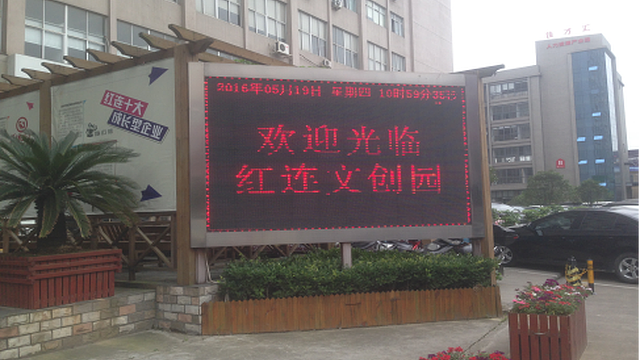 2016年05月19日 星期四 10时59分36秒
欢迎光临
红连文创园
红连十大
成长型企业